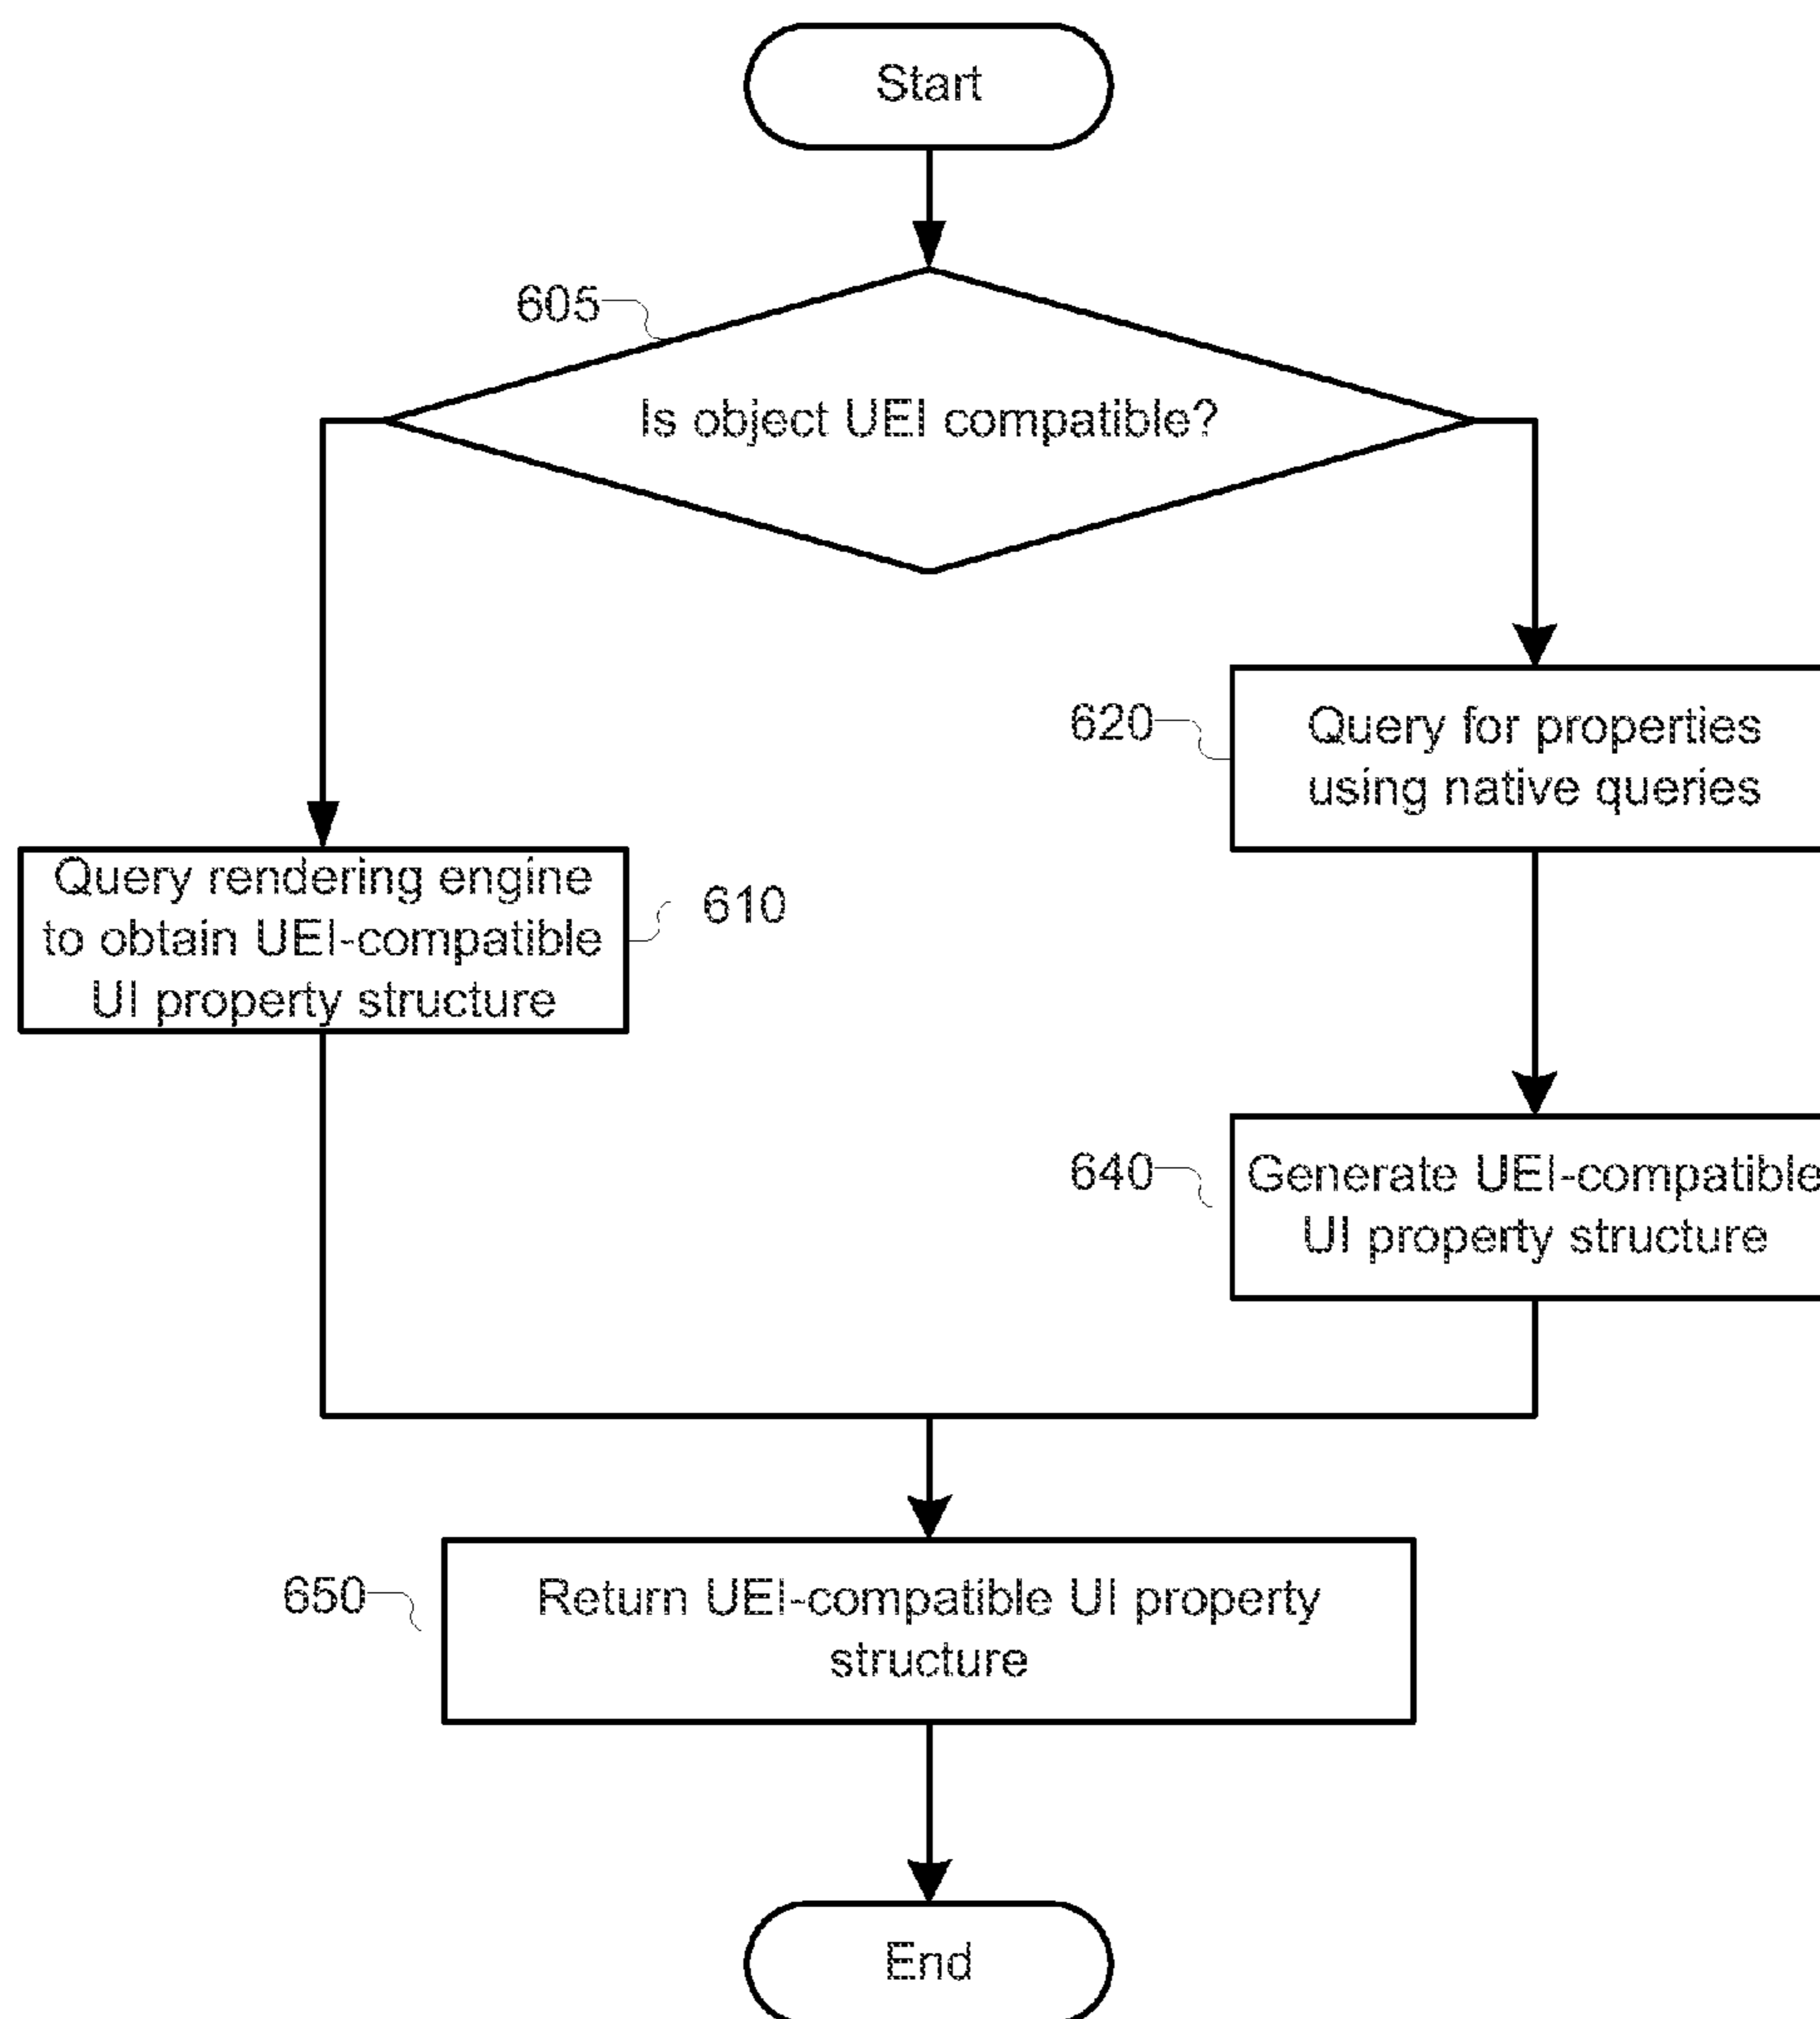 Start
605
Is object UEI compatible?
620
Query for properties
using native queries
Query rendering engine
to obtain UEI-compatible
UI property structure
610
640
Generate UEI-compatible
UI property structure
650
Return UEI-compatible UI property
structure
End